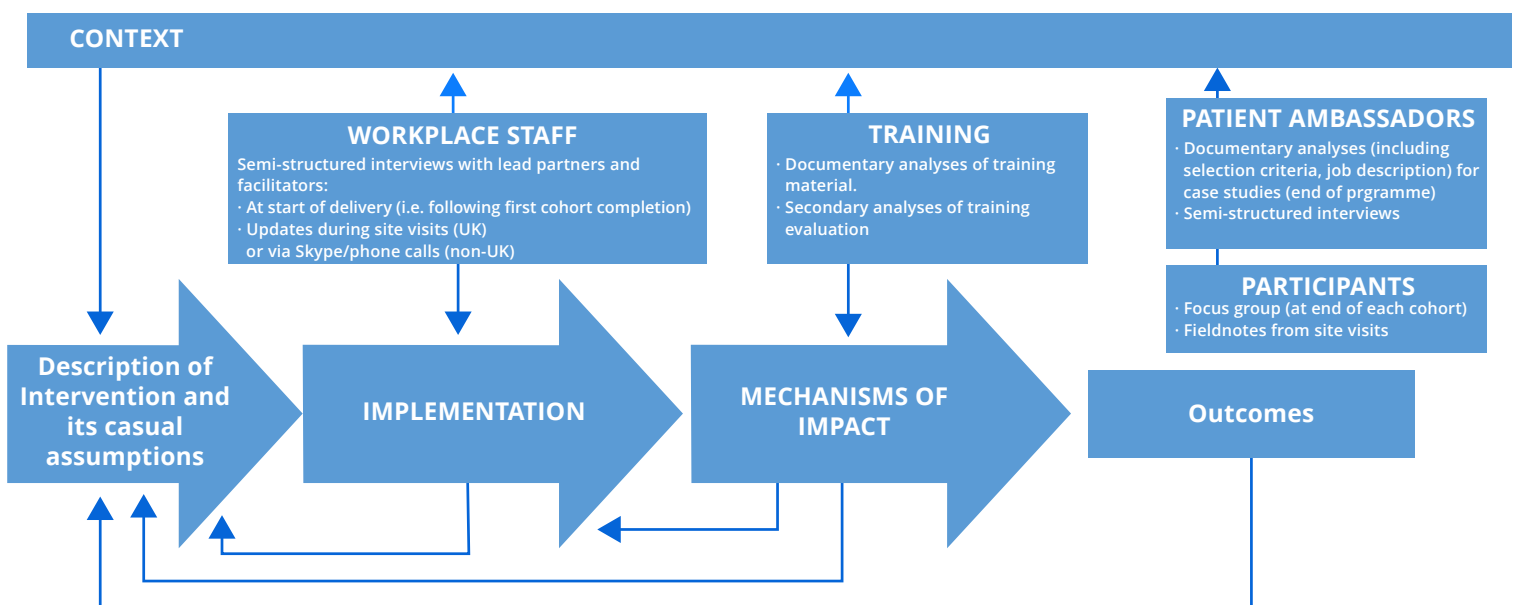 CONTEXT
WORKPLACE STAFF
Semi-structured interviews with lead partners and
facilitators:
· At start of delivery (i.e. following first cohort completion)
· Updates during site visits (UK)
or via Skype/phone calls (non-UK)
TRAINING
· Documentary analyses of training
material.
· Secondary analyses of training
evaluation
PATIENT AMBASSADORS
· Documentary analyses (including
selection criteria, job description) for
case studies (end of prgramme)
· Semi-structured interviews
PARTICIPANTS
· Focus group (at end of each cohort)
· Fieldnotes from site visits
Description of
Intervention and
its casual
assumptions
IMPLEMENTATION
MECHANISMS OF
IMPACT
Outcomes